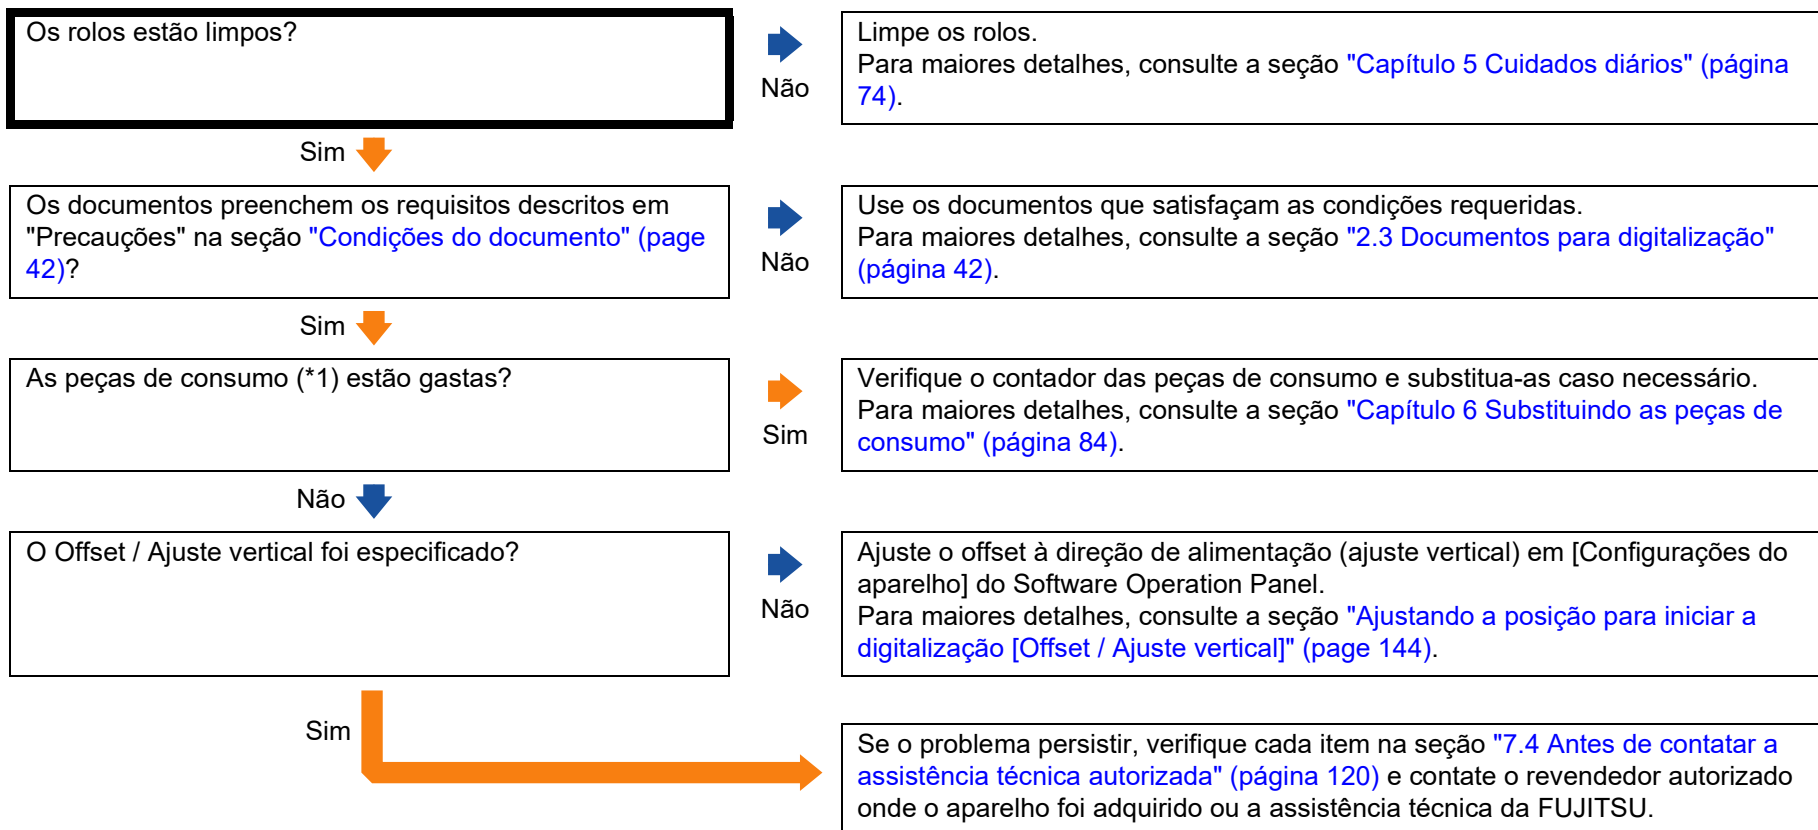 Os rolos estão limpos?
Não
Limpe os rolos.
Para maiores detalhes, consulte a seção "Capítulo 5 Cuidados diários" (página
74).
Sim
Os documentos preenchem os requisitos descritos em
"Precauções" na seção "Condições do documento" (page
42)?
Não
Use os documentos que satisfaçam as condições requeridas.
Para maiores detalhes, consulte a seção "2.3 Documentos para digitalização"
(página 42).
Sim
As peças de consumo (*1) estão gastas?
Sim
Verifique o contador das peças de consumo e substitua-as caso necessário.
Para maiores detalhes, consulte a seção "Capítulo 6 Substituindo as peças de
consumo" (página 84).
Não
O Offset / Ajuste vertical foi especificado?
Não
Ajuste o offset à direção de alimentação (ajuste vertical) em [Configurações do
aparelho] do Software Operation Panel.
Para maiores detalhes, consulte a seção "Ajustando a posição para iniciar a
digitalização [Offset / Ajuste vertical]" (page 144).
Sim
Se o problema persistir, verifique cada item na seção "7.4 Antes de contatar a
assistência técnica autorizada" (página 120) e contate o revendedor autorizado
onde o aparelho foi adquirido ou a assistência técnica da FUJITSU.